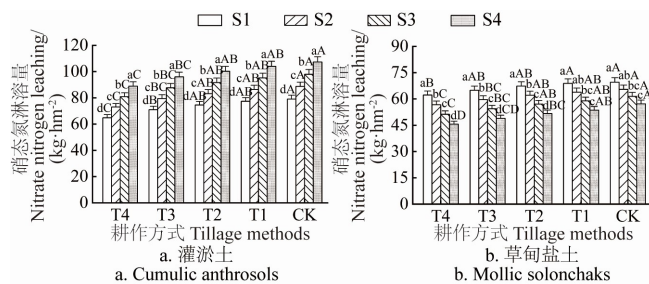 S1 S2 S3 S4
硝态氮淋溶量/
Nitrate nitrogen leaching/
(kg·hm⁻²)
120
100
80
60
40
20
0
dC cC bC aC
dB cBC bBC aBC
dAB cAB bAB aAB
dAB cAB bAB aAB
dA cA bA aA
T4 T3 T2 T1 CK
耕作方式 Tillage methods
a. 灌淤土
a. Cumulic anthrosols
硝态氮淋溶量/
Nitrate nitrogen leaching/
(kg·hm⁻²)
90
75
60
45
30
15
0
aB bC cC dD
aAB bBC cBC dCD
aAB bAB cBC dBC
aA abAB bcAB cAB
aA abA bcA cA
T4 T3 T2 T1 CK
耕作方式 Tillage methods
b. 草甸盐土
b. Mollic solonchaks